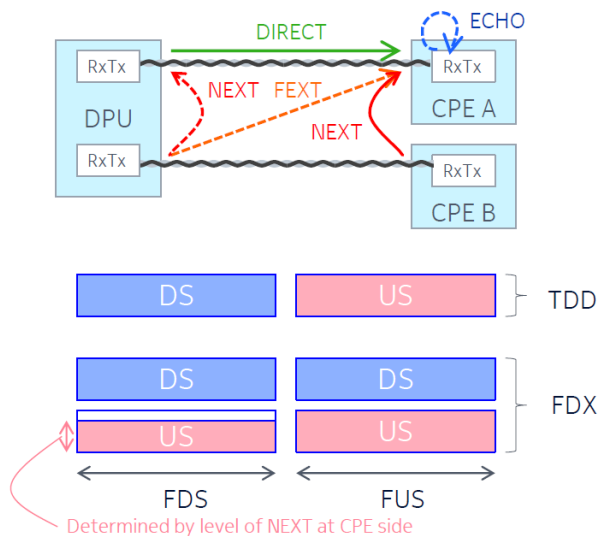 DIRECT
ECHO
RxTx
RxTx
NEXT FEXT
CPE A
DPU
NEXT
RxTx
RxTx
CPE B
DS US
TDD
DS DS
FDX
US US
FDS FUS
Determined by level of NEXT at CPE side